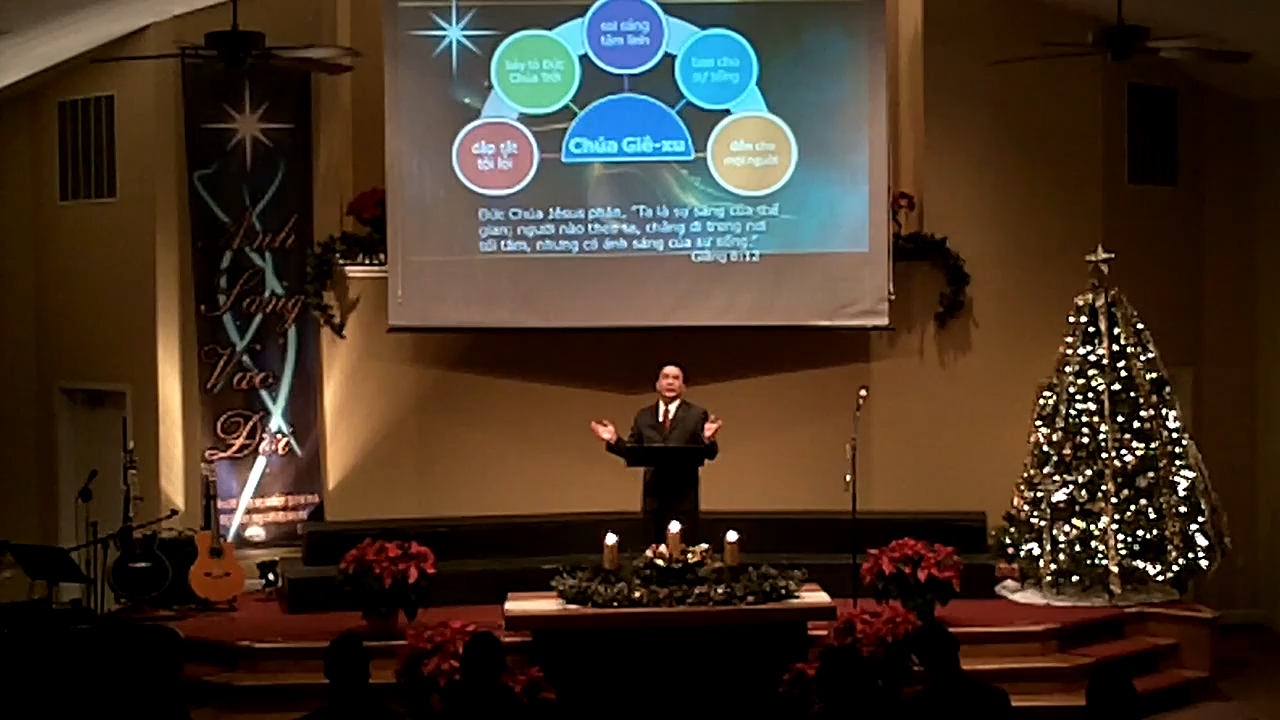 soi sáng
tâm linh
bày tỏ Đức
Chúa Trời
ban cho
sự sống
dập tắt
tội lỗi
Chúa Giê-xu
đến cho
mọi người
Đức Chúa Jêsus phán, "Ta là sự sáng của thế
gian; người nào theo ta, chẳng đi trong nơi
tối tăm, nhưng có ánh sáng của sự sống."
Giăng 8:12
Ánh
Sáng
Vào
Đời